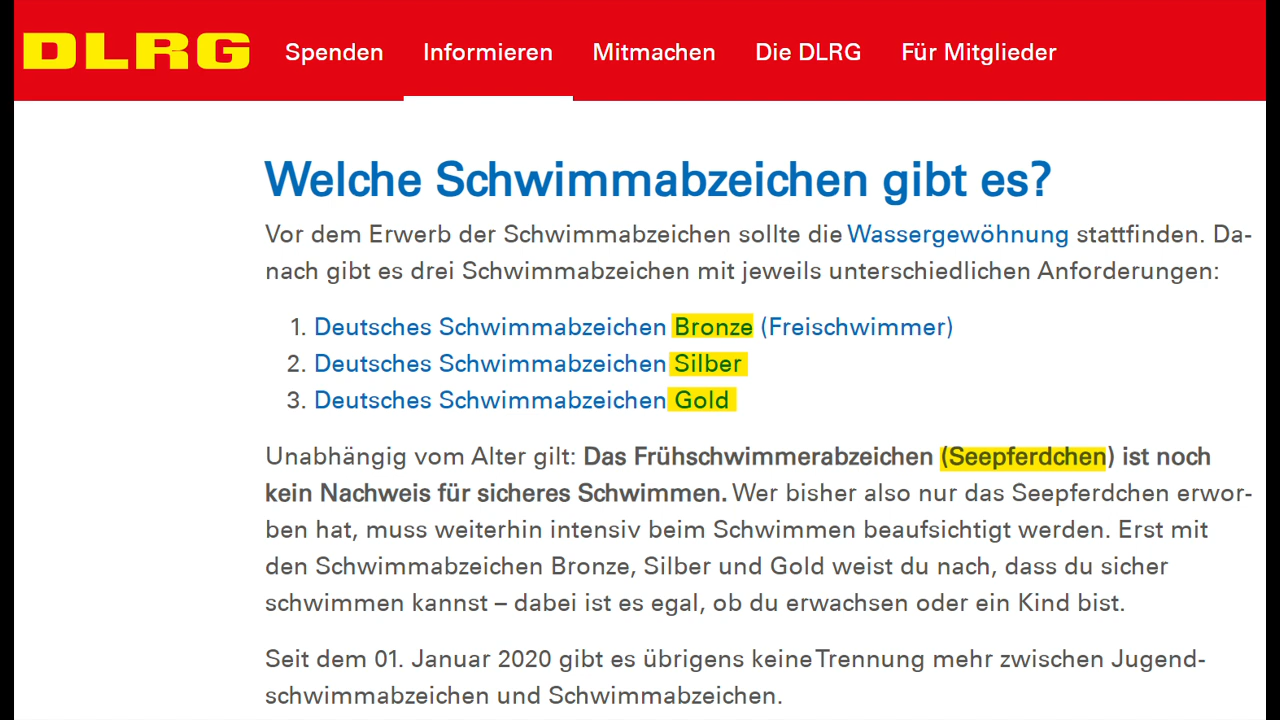 DLRG Spenden Informieren Mitmachen Die DLRG Für Mitglieder
Welche Schwimmabzeichen gibt es?
Vor dem Erwerb der Schwimmabzeichen sollte die Wassergewöhnung stattfinden. Da-
nach gibt es drei Schwimmabzeichen mit jeweils unterschiedlichen Anforderungen:
1. Deutsches Schwimmabzeichen Bronze (Freischwimmer)
2. Deutsches Schwimmabzeichen Silber
3. Deutsches Schwimmabzeichen Gold
Unabhängig vom Alter gilt: Das Frühschwimmerabzeichen (Seepferdchen) ist noch
kein Nachweis für sicheres Schwimmen. Wer bisher also nur das Seepferdchen erwor-
ben hat, muss weiterhin intensiv beim Schwimmen beaufsichtigt werden. Erst mit
den Schwimmabzeichen Bronze, Silber und Gold weist du nach, dass du sicher
schwimmen kannst – dabei ist es egal, ob du erwachsen oder ein Kind bist.
Seit dem 01. Januar 2020 gibt es übrigens keine Trennung mehr zwischen Jugend-
schwimmabzeichen und Schwimmabzeichen.